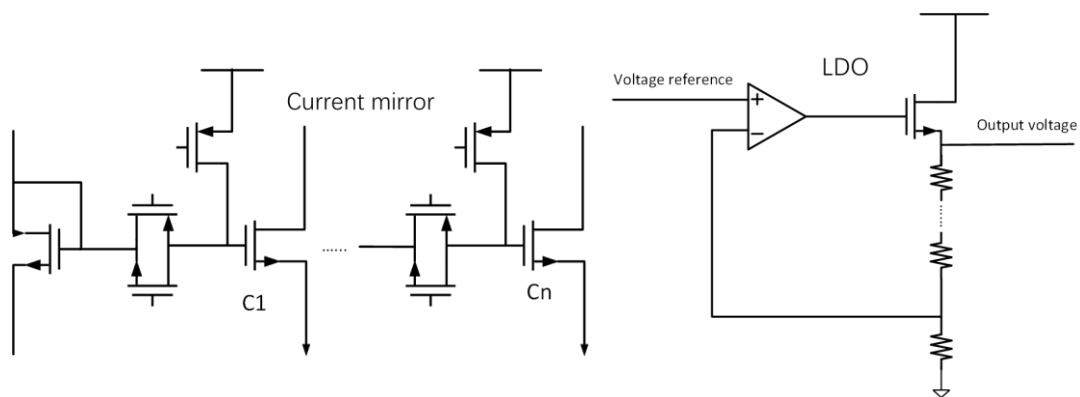 Current mirror
C1
......
Cn
LDO
Voltage reference
+
−
Output voltage